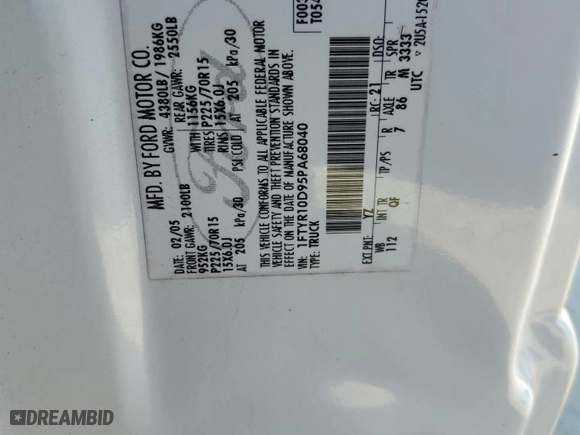 MFD. BY FORD MOTOR CO.
DATE: 02/05 GVWR: 4380LB/ 1986KG
FRONT GAWR: 2100LB REAR GAWR: 2550LB
952KG WITH 1156KG
P225/70R15 TIRES P225/70R15
15X6.0J RIMS 15X6.0J
AT 205 kPa/30 PSI COLD AT 205 kPa/30
THIS VEHICLE CONFORMS TO ALL APPLICABLE FEDERAL MOTOR
VEHICLE SAFETY AND THEFT PREVENTION STANDARDS IN
EFFECT ON THE DATE OF MANUFACTURE SHOWN ABOVE.
VIN: 1FTYR10D95PA68040
TYPE: TRUCK
F003
T054
EXT PNT: YZ RC: 21 DSO:
WB INT TR TP/PS R AXLE TR SPR
112 QF 7 86 M 3333
UTC
Ford
DREAMBID